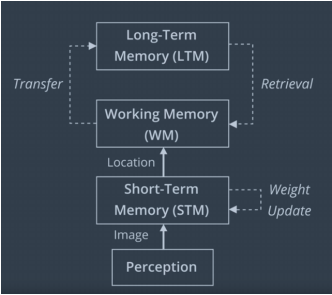 Long-Term
Memory (LTM)
Transfer
Retrieval
Working Memory
(WM)
Location
Short-Term
Memory (STM)
Weight
Update
Image
Perception